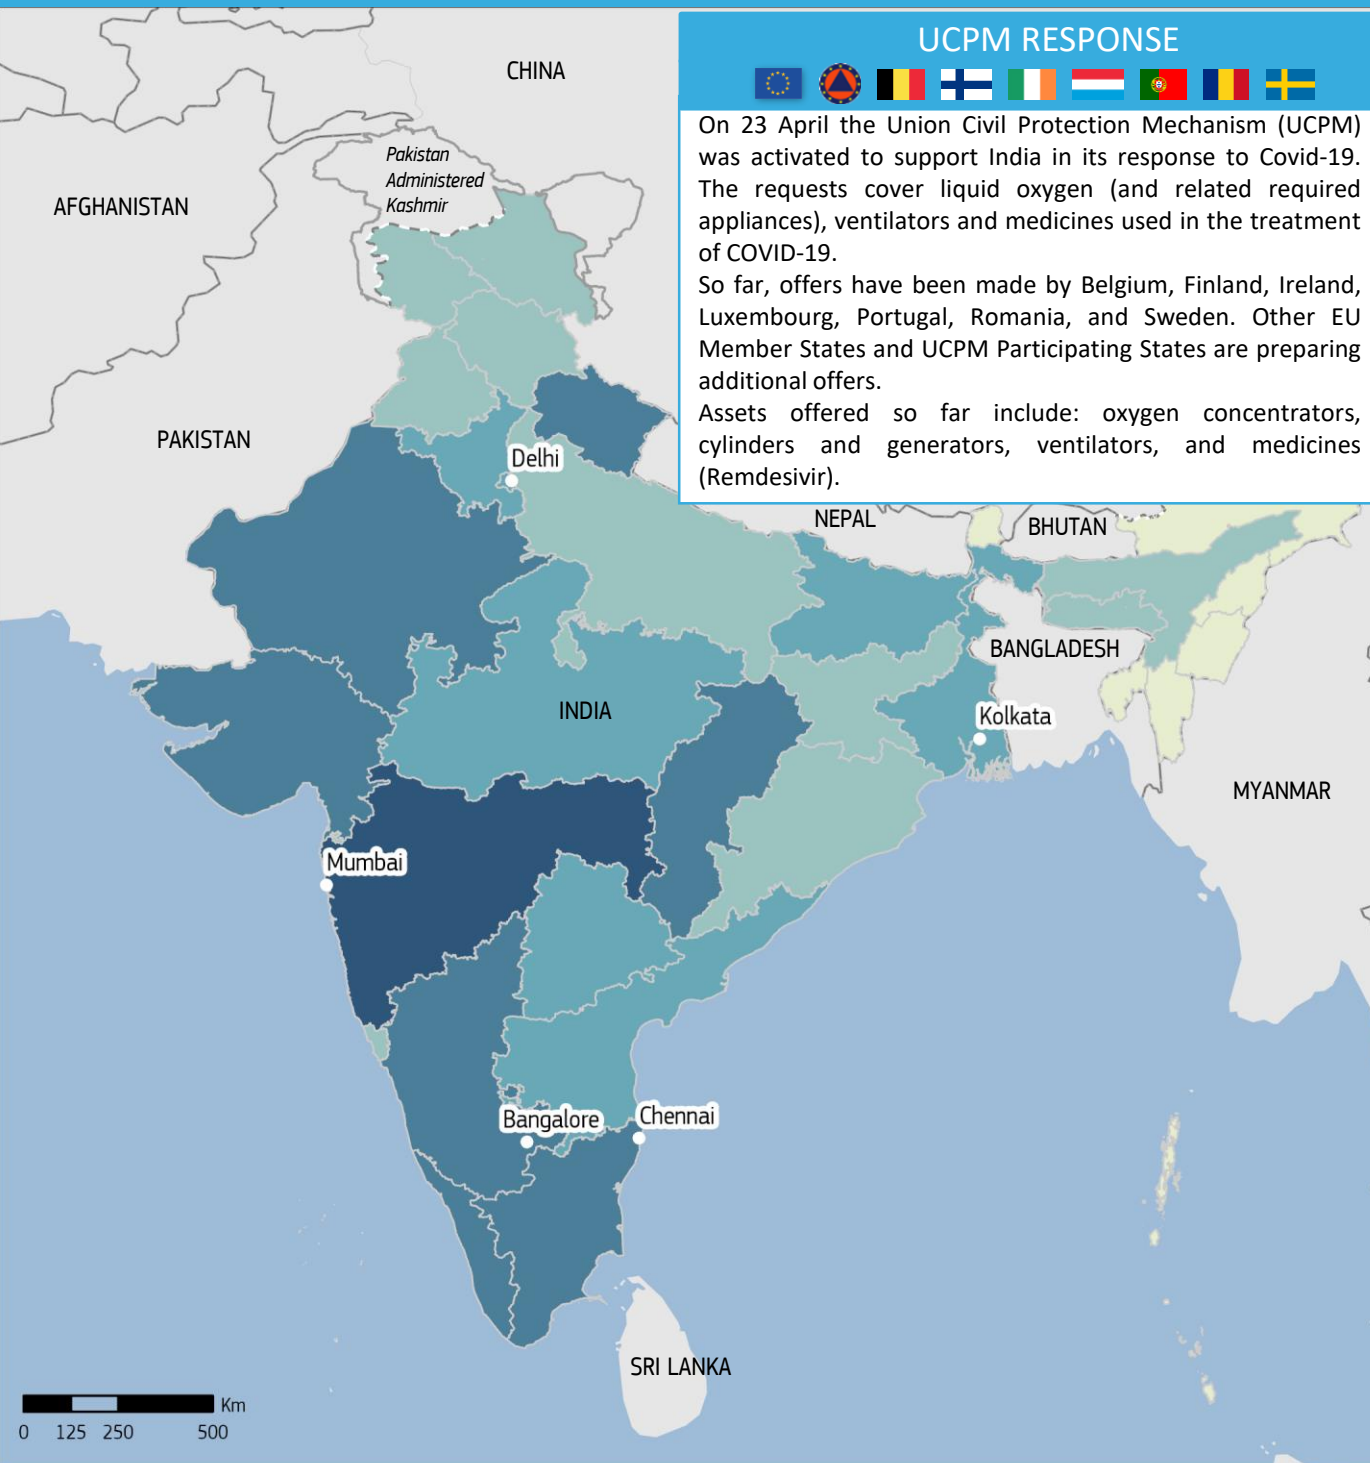 UCPM RESPONSE
On 23 April the Union Civil Protection Mechanism (UCPM)
was activated to support India in its response to Covid-19.
The requests cover liquid oxygen (and related required
appliances), ventilators and medicines used in the treatment
of COVID-19.
So far, offers have been made by Belgium, Finland, Ireland,
Luxembourg, Portugal, Romania, and Sweden. Other EU
Member States and UCPM Participating States are preparing
additional offers.
Assets offered so far include: oxygen concentrators,
cylinders and generators, ventilators, and medicines
(Remdesivir).
CHINA
Pakistan
Administered
Kashmir
AFGHANISTAN
PAKISTAN
Delhi
NEPAL
BHUTAN
BANGLADESH
INDIA
Kolkata
MYANMAR
Mumbai
Bangalore
Chennai
SRI LANKA
Km
0 125 250 500